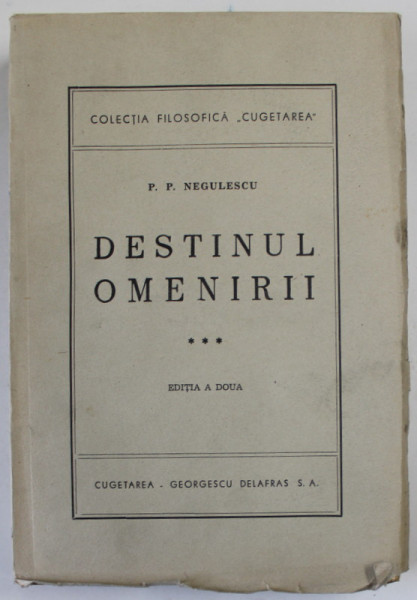 COLECȚIA FILOSOFICĂ „CUGETAREA"
P. P. NEGULESCU
DESTINUL
OMENIRII
***
EDIȚIA A DOUA
CUGETAREA - GEORGESCU DELAFRAS S. A.